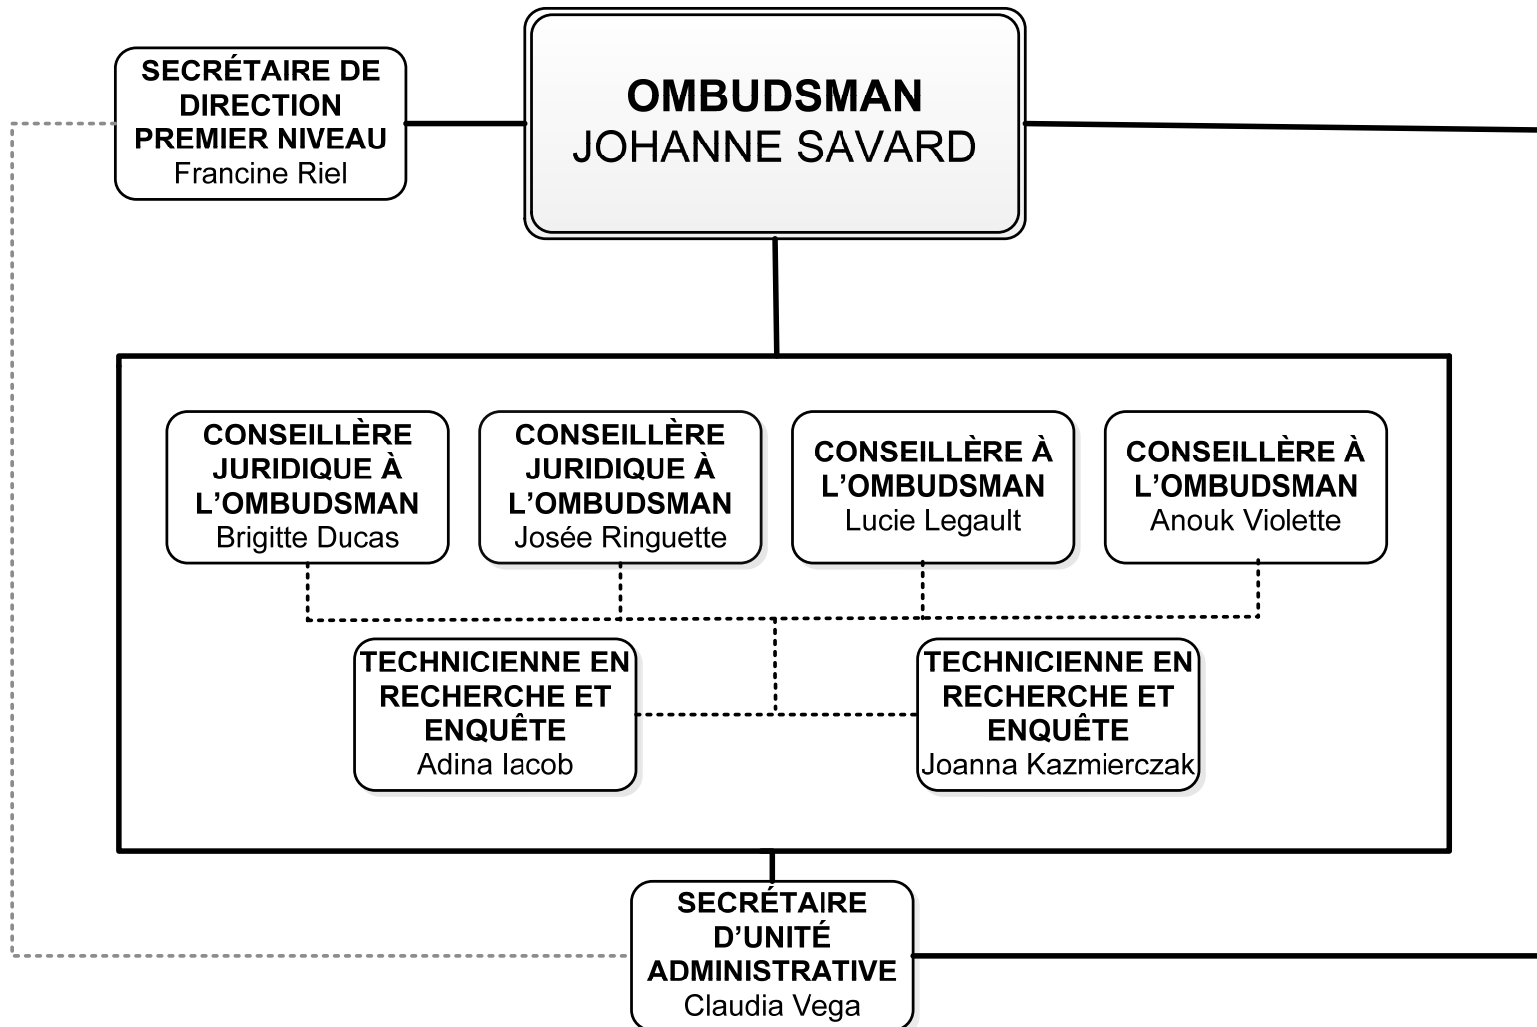 SECRÉTAIRE DE
DIRECTION
PREMIER NIVEAU
Francine Riel
OMBUDSMAN
JOHANNE SAVARD
CONSEILLÈRE
JURIDIQUE À
L’OMBUDSMAN
Brigitte Ducas
CONSEILLÈRE
JURIDIQUE À
L’OMBUDSMAN
Josée Ringuette
CONSEILLÈRE À
L’OMBUDSMAN
Lucie Legault
CONSEILLÈRE À
L’OMBUDSMAN
Anouk Violette
TECHNICIENNE EN
RECHERCHE ET
ENQUÊTE
Adina Iacob
TECHNICIENNE EN
RECHERCHE ET
ENQUÊTE
Joanna Kazmierczak
SECRÉTAIRE
D’UNITÉ
ADMINISTRATIVE
Claudia Vega